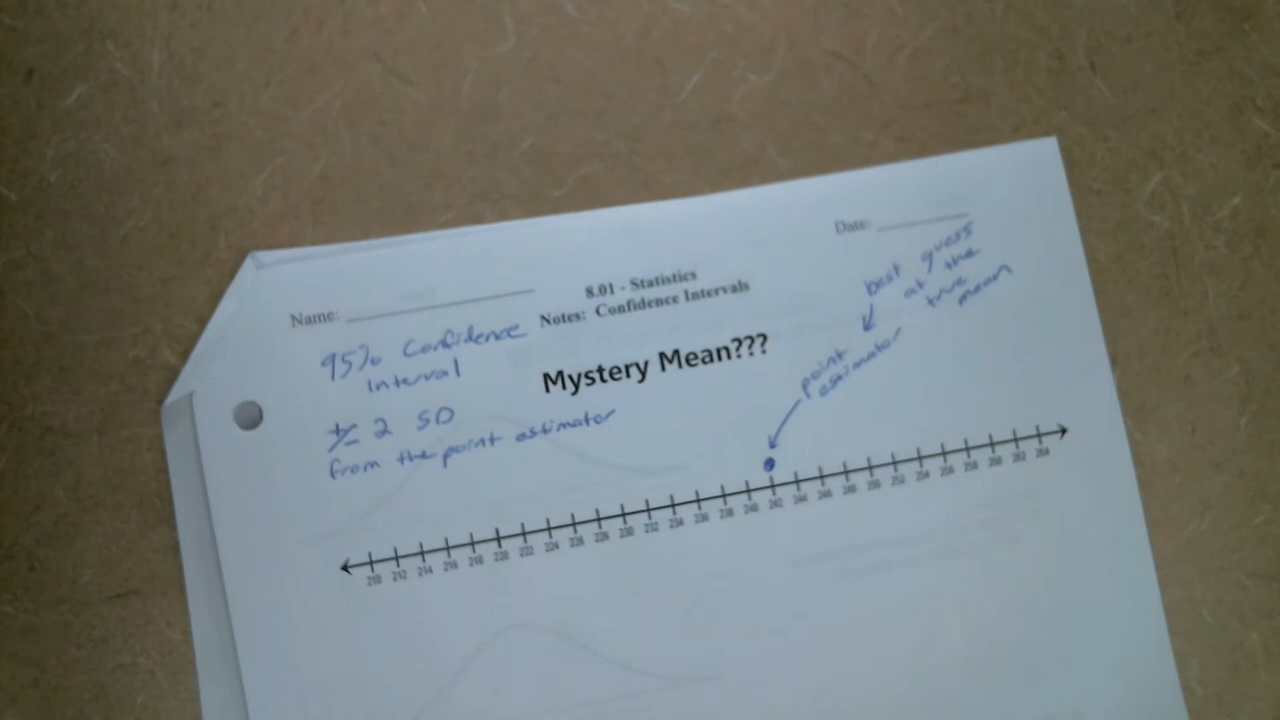 Date: ___________
8.01 - Statistics
Name: ______________________
Notes: Confidence Intervals
best guess
at the
true
mean
95% Confidence
Interval
Mystery Mean???
point
estimator
+/- 2 SD
from the point estimator
210 212 214 216 218 220 222 224 226 228 230 232 234 236 238 240 242 244 246 248 250 252 254 256 258 260 262 264